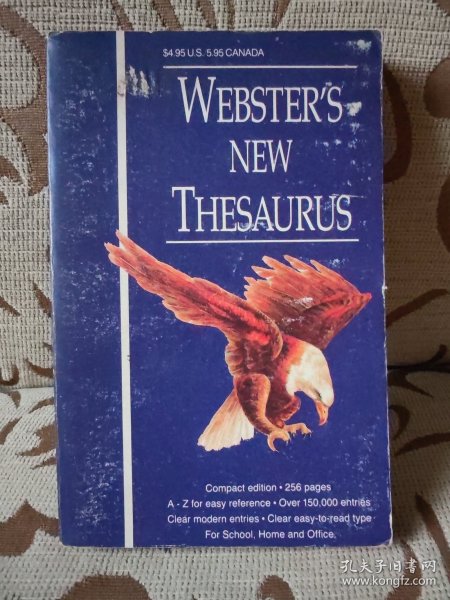 $4.95 U.S. 5.95 CANADA
WEBSTER'S
NEW
THESAURUS
Compact edition • 256 pages
A - Z for easy reference • Over 150,000 entries
Clear modern entries • Clear easy-to-read type
For School, Home and Office.
孔夫子旧书网
www.kongfz.com